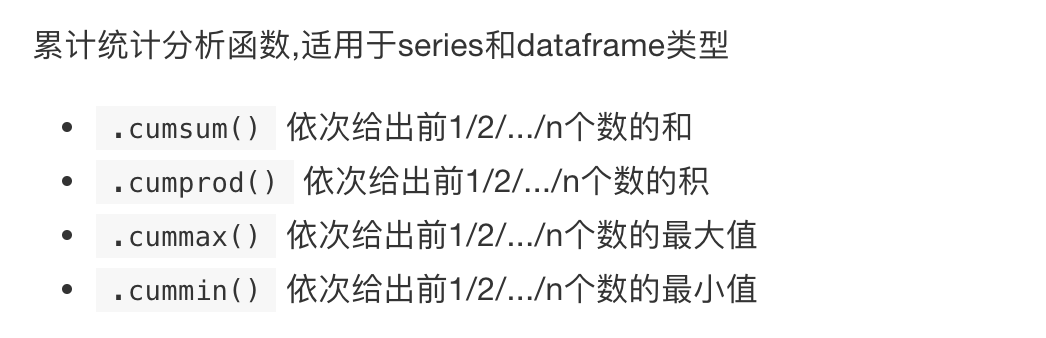 累计统计分析函数,适用于series和dataframe类型
• .cumsum() 依次给出前1/2/.../n个数的和
• .cumprod() 依次给出前1/2/.../n个数的积
• .cummax() 依次给出前1/2/.../n个数的最大值
• .cummin() 依次给出前1/2/.../n个数的最小值